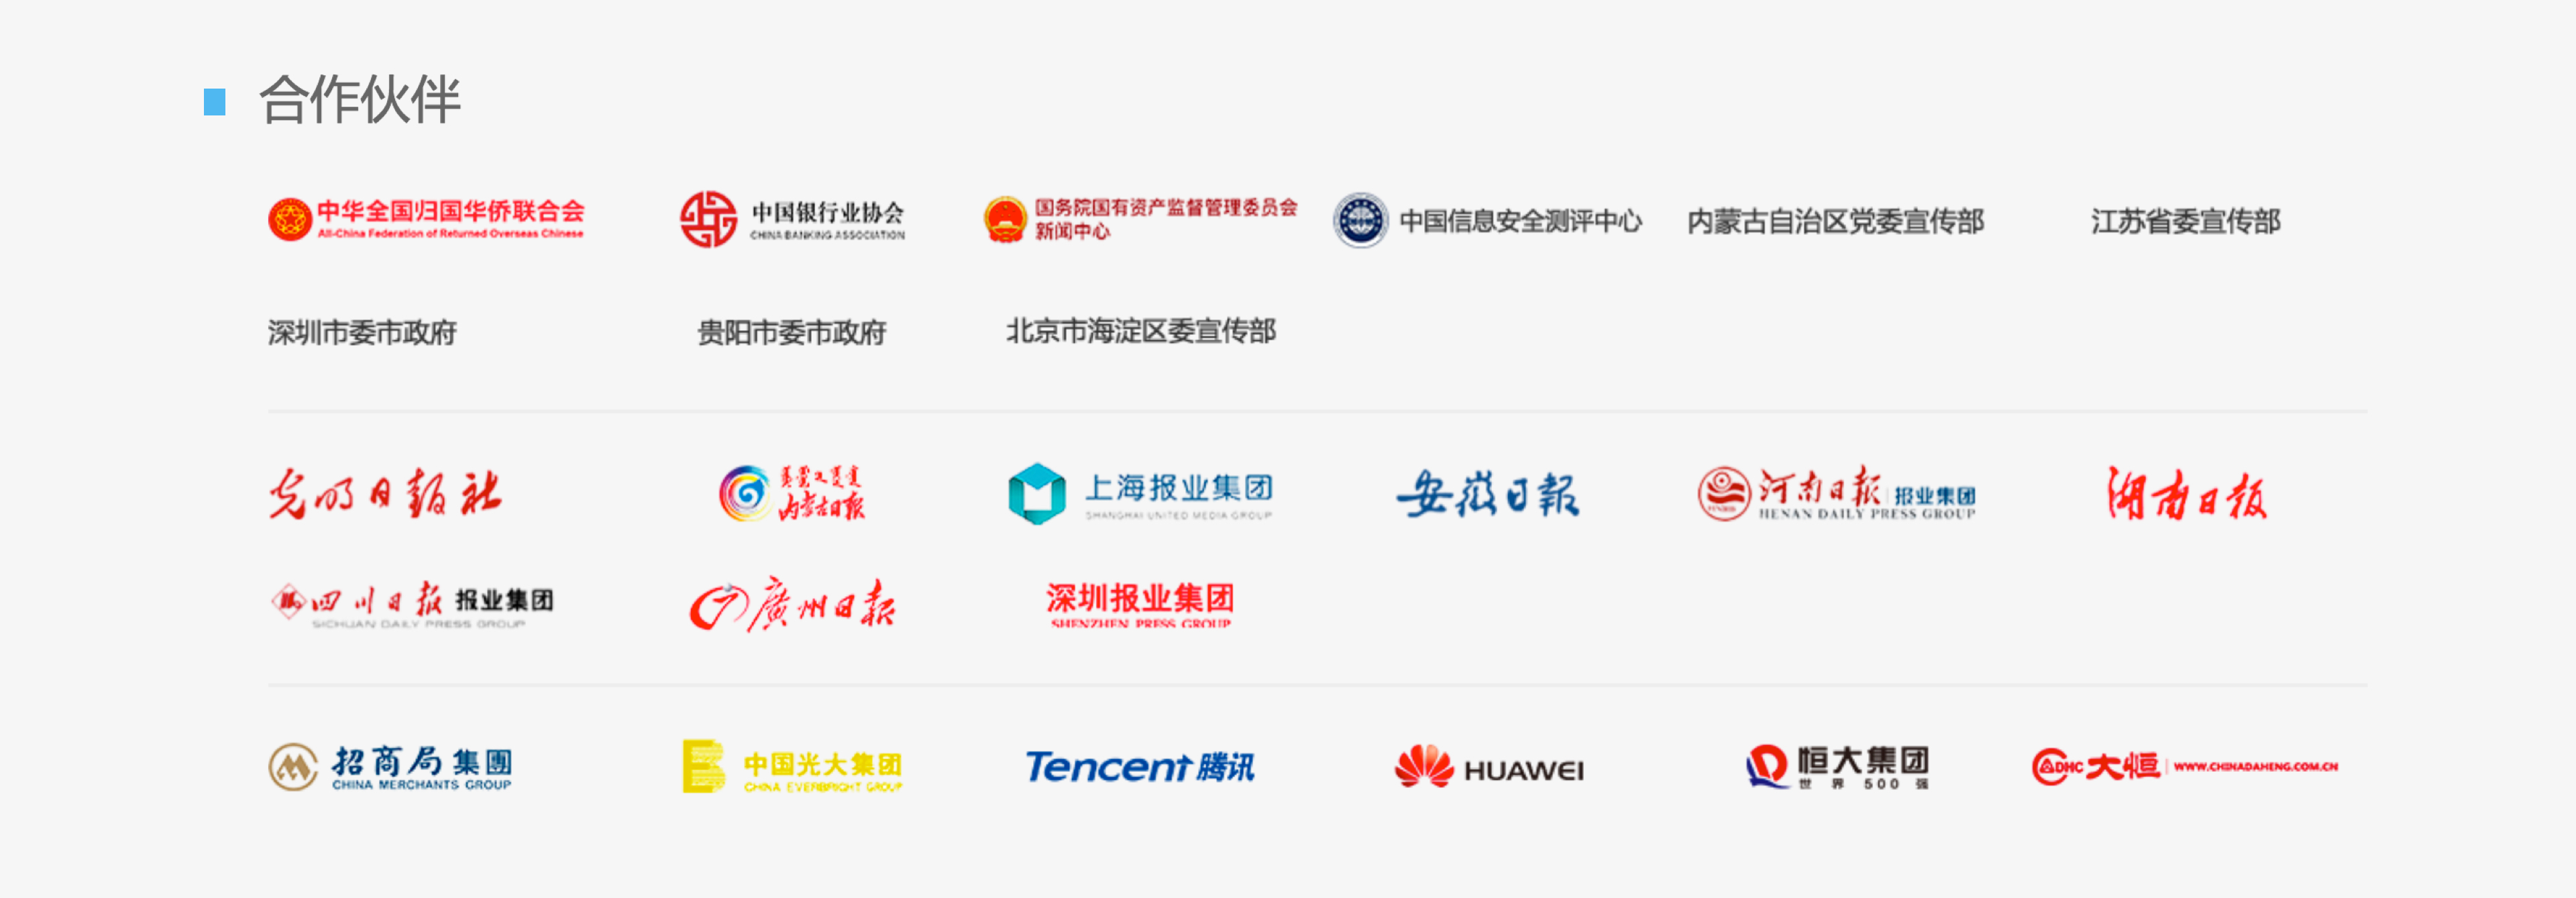 合作伙伴
中华全国归国华侨联合会
All-China Federation of Returned Overseas Chinese
中国银行业协会
CHINA BANKING ASSOCIATION
国务院国有资产监督管理委员会
新闻中心
中国信息安全测评中心
内蒙古自治区党委宣传部
江苏省委宣传部
深圳市委市政府
贵阳市委市政府
北京市海淀区委宣传部
光明日報社
内蒙古日报
上海报业集团
SHANGHAI UNITED MEDIA GROUP
安徽日報
河南日报 报业集团
HENAN DAILY PRESS GROUP
湖南日报
四川日报 报业集团
SICHUAN DAILY PRESS GROUP
廣州日報
深圳报业集团
SHENZHEN PRESS GROUP
招商局集團
CHINA MERCHANTS GROUP
中国光大集团
CHINA EVERBRIGHT GROUP
Tencent 腾讯
HUAWEI
恒大集团
世界500强
DHC 大恒 WWW.CHINADAHENG.COM.CN